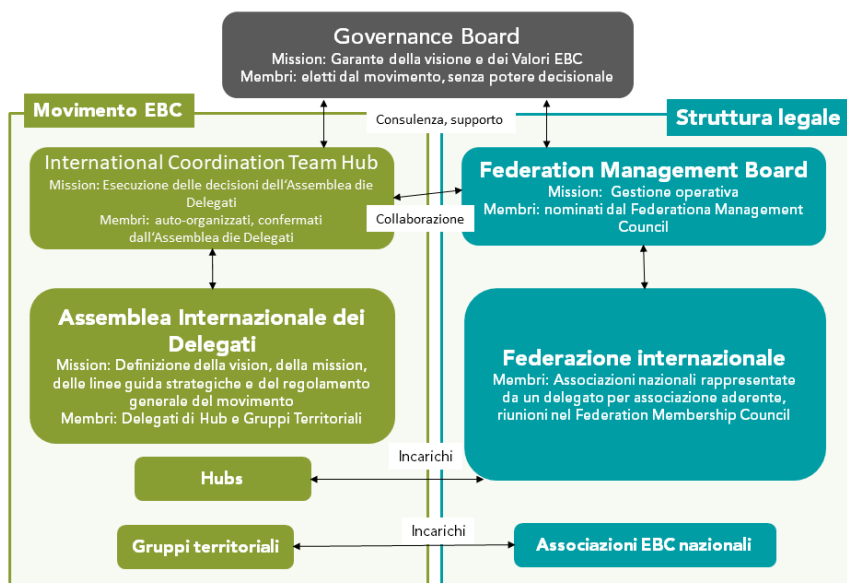 Governance Board
Mission: Garante della visione e dei Valori EBC
Membri: eletti dal movimento, senza potere decisionale
Movimento EBC
Consulenza, supporto
Struttura legale
International Coordination Team Hub
Mission: Esecuzione delle decisioni dell'Assemblea die
Delegati
Membri: auto-organizzati, confermati
dall'Assemblea die Delegati
Collaborazione
Federation Management Board
Mission: Gestione operativa
Membri: nominati dal Federationa Management
Council
Assemblea Internazionale dei
Delegati
Mission: Definizione della vision, della mission,
delle linee guida strategiche e del regolamento
generale del movimento
Membri: Delegati di Hub e Gruppi Territoriali
Federazione internazionale
Membri: Associazioni nazionali rappresentate
da un delegato per associazione aderente,
riunioni nel Federation Membership Council
Hubs
Incarichi
Gruppi territoriali
Incarichi
Associazioni EBC nazionali